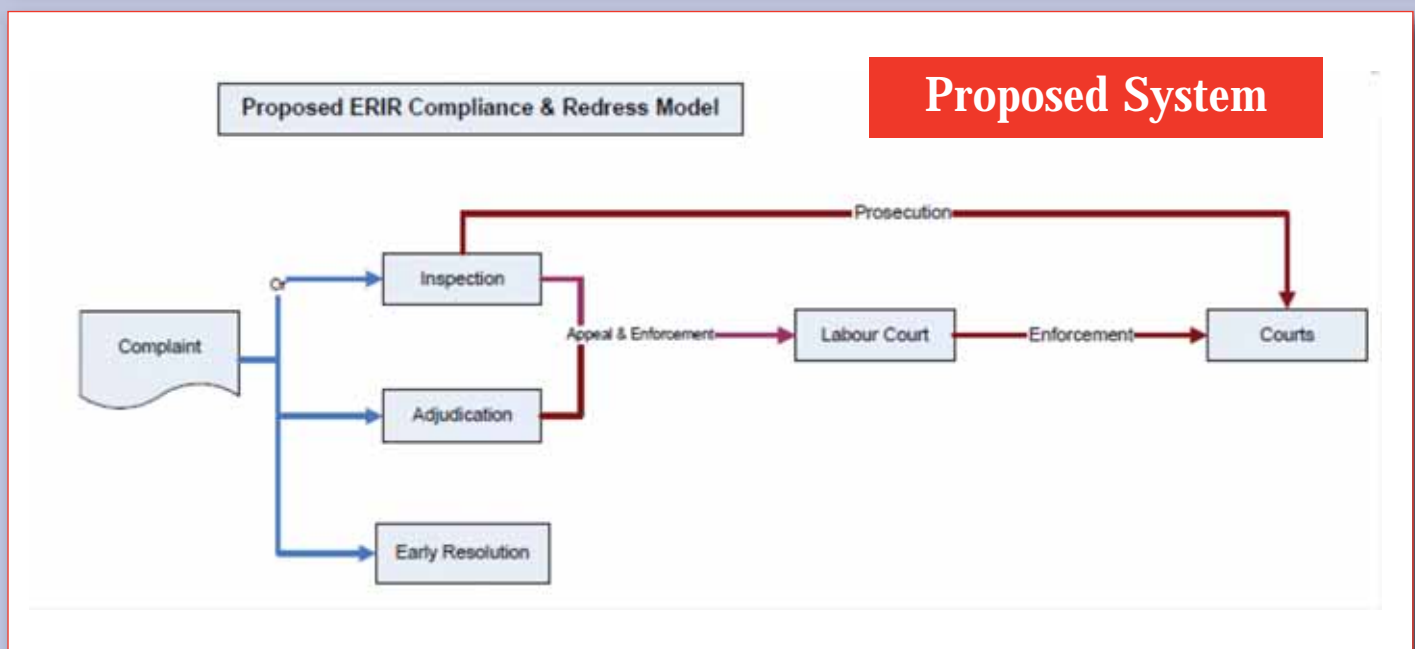 Proposed System
Proposed ERIR Compliance & Redress Model
Prosecution
Or
Inspection
Complaint
Appeal & Enforcement
Labour Court
Enforcement
Courts
Adjudication
Early Resolution